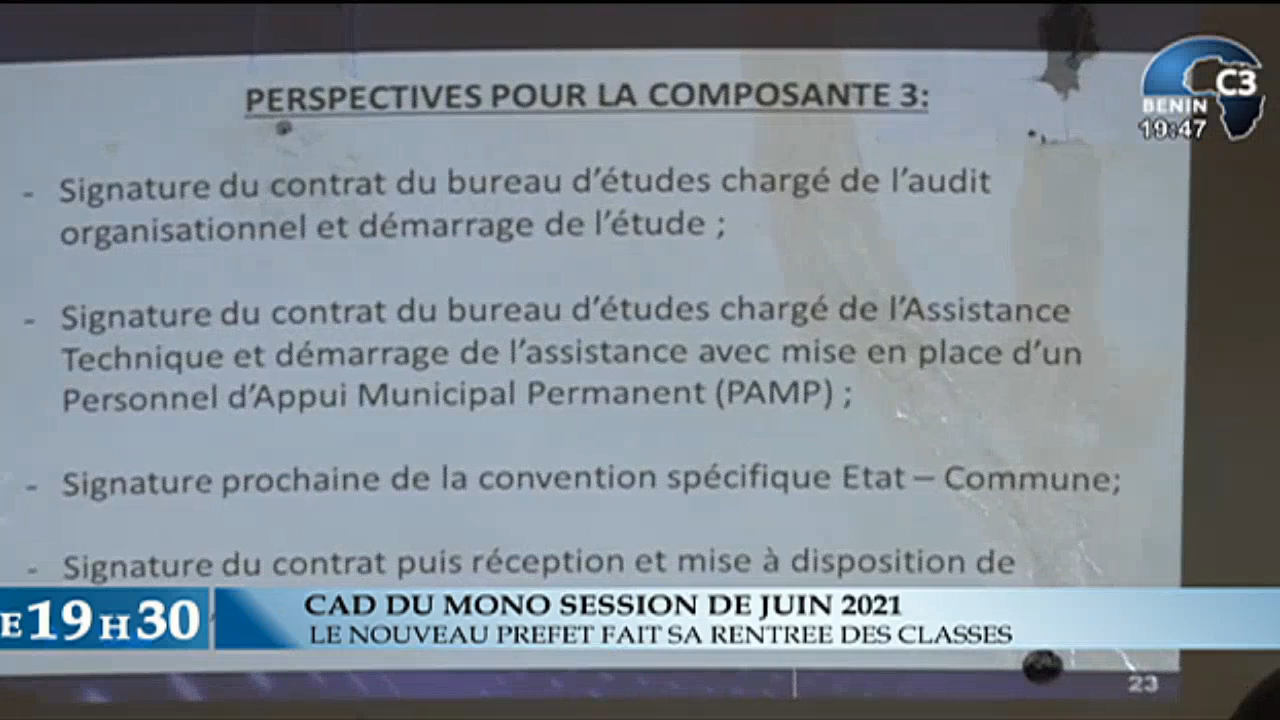 PERSPECTIVES POUR LA COMPOSANTE 3:
C3
BENIN
19:47
- Signature du contrat du bureau d'études chargé de l'audit
organisationnel et démarrage de l'étude ;
- Signature du contrat du bureau d'études chargé de l'Assistance
Technique et démarrage de l'assistance avec mise en place d'un
Personnel d'Appui Municipal Permanent (PAMP) ;
- Signature prochaine de la convention spécifique Etat – Commune;
- Signature du contrat puis réception et mise à disposition de
E 19 H 30
CAD DU MONO SESSION DE JUIN 2021
LE NOUVEAU PREFET FAIT SA RENTREE DES CLASSES
23